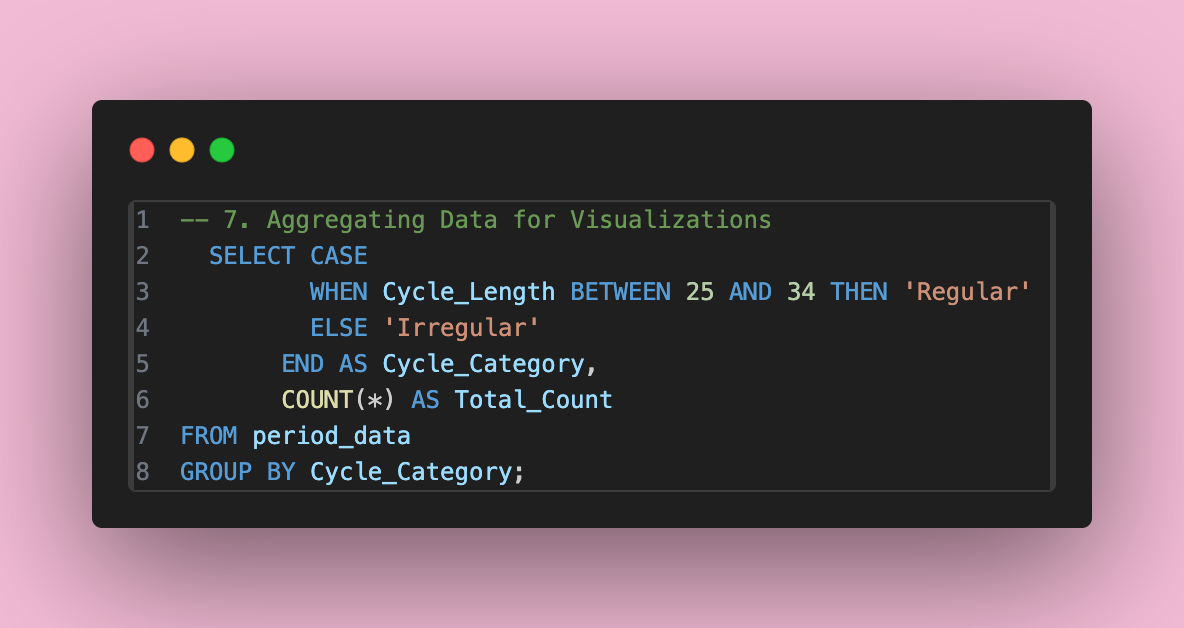 1 -- 7. Aggregating Data for Visualizations
2   SELECT CASE
3          WHEN Cycle_Length BETWEEN 25 AND 34 THEN 'Regular'
4          ELSE 'Irregular'
5        END AS Cycle_Category,
6        COUNT(*) AS Total_Count
7 FROM period_data
8 GROUP BY Cycle_Category;